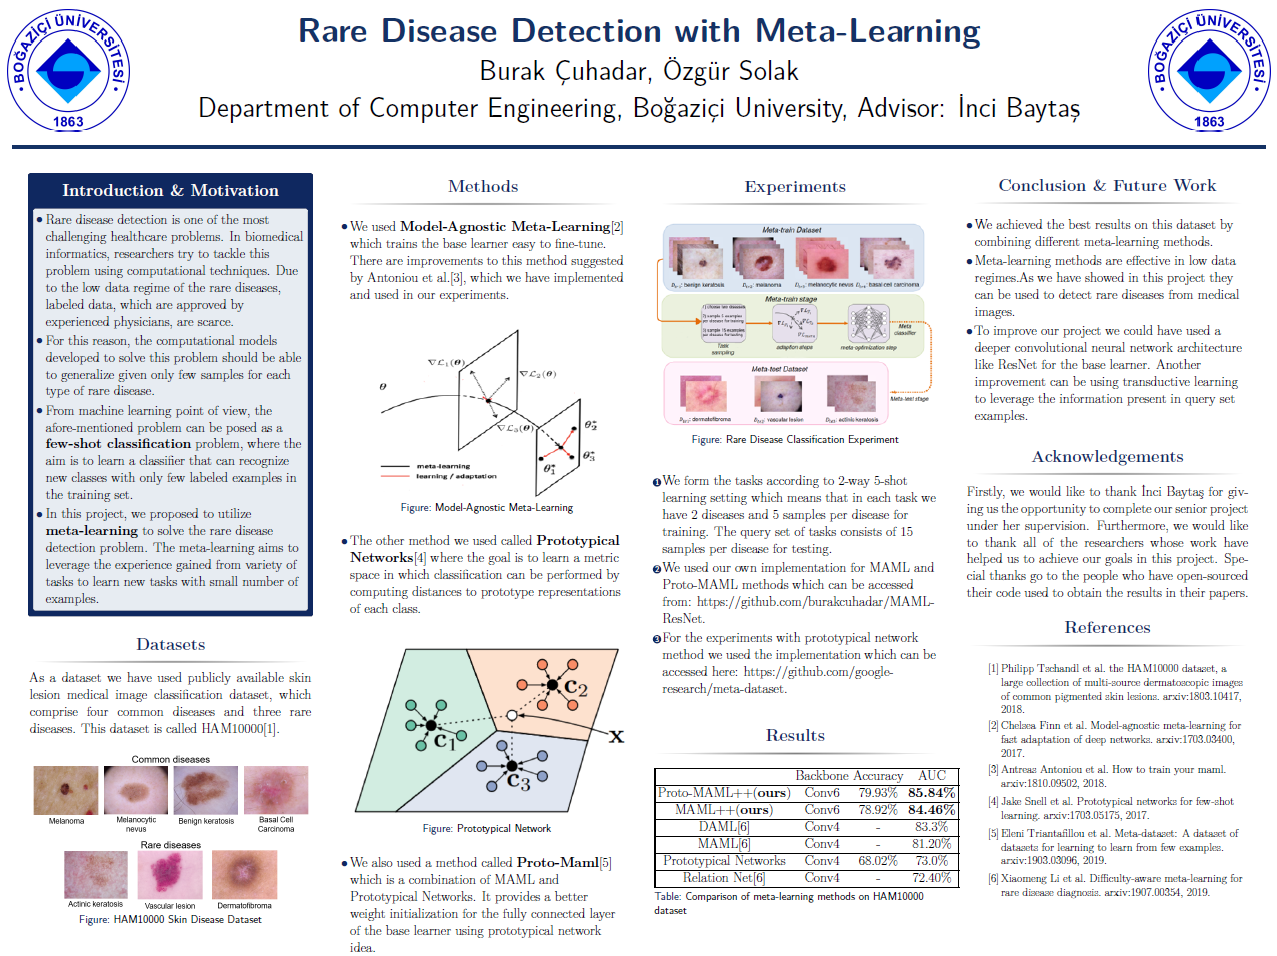 Rare Disease Detection with Meta-Learning
Burak Çuhadar, Özgür Solak
Department of Computer Engineering, Boğaziçi University, Advisor: İnci Baytaş
BOĞAZİÇİ ÜNİVERSİTESİ
1863
BOĞAZİÇİ ÜNİVERSİTESİ
1863
Introduction & Motivation
• Rare disease detection is one of the most
challenging healthcare problems. In biomedical
informatics, researchers try to tackle this
problem using computational techniques. Due
to the low data regime of the rare diseases,
labeled data, which are approved by
experienced physicians, are scarce.
• For this reason, the computational models
developed to solve this problem should be able
to generalize given only few samples for each
type of rare disease.
• From machine learning point of view, the
afore-mentioned problem can be posed as a
few-shot classification problem, where the
aim is to learn a classifier that can recognize
new classes with only few labeled examples in
the training set.
• In this project, we proposed to utilize
meta-learning to solve the rare disease
detection problem. The meta-learning aims to
leverage the experience gained from variety of
tasks to learn new tasks with small number of
examples.
Datasets
As a dataset we have used publicly available skin
lesion medical image classification dataset, which
comprise four common diseases and three rare
diseases. This dataset is called HAM10000[1].
Common diseases
Melanoma
Melanocytic
nevus
Benign keratosis
Basal Cell
Carcinoma
Rare diseases
Actinic keratosis
Vascular lesion
Dermatofibroma
Figure: HAM10000 Skin Disease Dataset
Methods
• We used Model-Agnostic Meta-Learning[2]
which trains the base learner easy to fine-tune.
There are improvements to this method suggested
by Antoniou et al.[3], which we have implemented
and used in our experiments.
θ
∇L1(θ)
∇L2(θ)
∇L3(θ)
θ1*
θ2*
θ3*
meta-learning
learning / adaptation
Figure: Model-Agnostic Meta-Learning
• The other method we used called Prototypical
Networks[4] where the goal is to learn a metric
space in which classification can be performed by
computing distances to prototype representations
of each class.
c1
c2
c3
x
Figure: Prototypical Network
• We also used a method called Proto-Maml[5]
which is a combination of MAML and
Prototypical Networks. It provides a better
weight initialization for the fully connected layer
of the base learner using prototypical network
idea.
Experiments
Meta-train Dataset
: benign keratosis
: melanoma
: melanocytic nevus
: basal cell carcinoma
Meta-train stage
1) choose two diseases
2) sample 5 examples
per disease for training
3) sample 15 examples
per disease for testing
Task
sampling
adaption steps
meta-optimization step
Meta
classifier
Meta-test Dataset
: dermatofibroma
: vascular lesion
: actinic keratosis
Meta-test stage
Figure: Rare Disease Classification Experiment
1 We form the tasks according to 2-way 5-shot
learning setting which means that in each task we
have 2 diseases and 5 samples per disease for
training. The query set of tasks consists of 15
samples per disease for testing.
2 We used our own implementation for MAML and
Proto-MAML methods which can be accessed
from: https://github.com/burakcuhadar/MAML-
ResNet.
3 For the experiments with prototypical network
method we used the implementation which can be
accessed here: https://github.com/google-
research/meta-dataset.
Results
Backbone Accuracy AUC
Proto-MAML++(ours) Conv6 79.93% 85.84%
MAML++(ours) Conv6 78.92% 84.46%
DAML[6] Conv4 - 83.3%
MAML[6] Conv4 - 81.20%
Prototypical Networks Conv4 68.02% 73.0%
Relation Net[6] Conv4 - 72.40%
Table: Comparison of meta-learning methods on HAM10000
dataset
Conclusion & Future Work
• We achieved the best results on this dataset by
combining different meta-learning methods.
• Meta-learning methods are effective in low data
regimes.As we have showed in this project they
can be used to detect rare diseases from medical
images.
• To improve our project we could have used a
deeper convolutional neural network architecture
like ResNet for the base learner. Another
improvement can be using transductive learning
to leverage the information present in query set
examples.
Acknowledgements
Firstly, we would like to thank İnci Baytaş for giv-
ing us the opportunity to complete our senior project
under her supervision. Furthermore, we would like
to thank all of the researchers whose work have
helped us to achieve our goals in this project. Spe-
cial thanks go to the people who have open-sourced
their code used to obtain the results in their papers.
References
[1] Philipp Tschandl et al. the HAM10000 dataset, a
large collection of multi-source dermatoscopic images
of common pigmented skin lesions. arxiv:1803.10417,
2018.
[2] Chelsea Finn et al. Model-agnostic meta-learning for
fast adaptation of deep networks. arxiv:1703.03400,
2017.
[3] Antreas Antoniou et al. How to train your maml.
arxiv:1810.09502, 2018.
[4] Jake Snell et al. Prototypical networks for few-shot
learning. arxiv:1703.05175, 2017.
[5] Eleni Triantafillou et al. Meta-dataset: A dataset of
datasets for learning to learn from few examples.
arxiv:1903.03096, 2019.
[6] Xiaomeng Li et al. Difficulty-aware meta-learning for
rare disease diagnosis. arxiv:1907.00354, 2019.